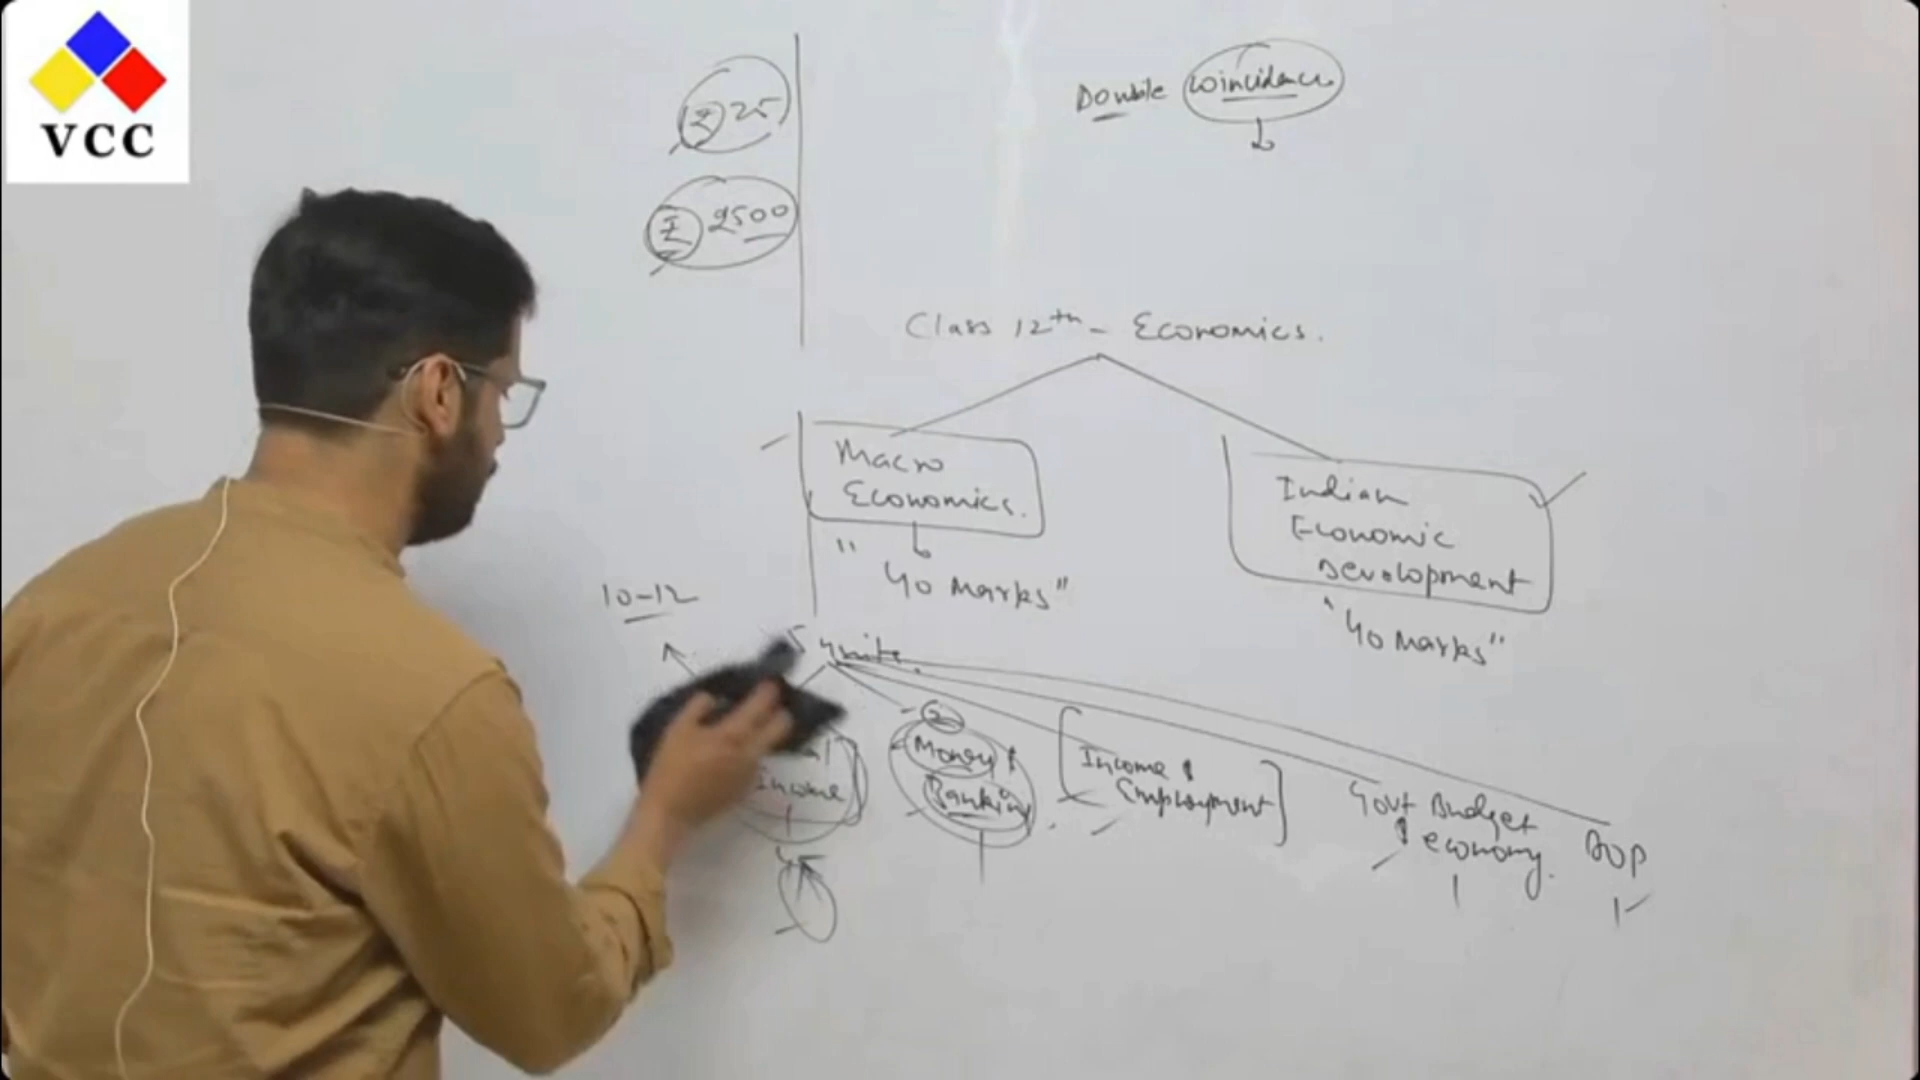 VCC
₹ 25
₹ 2500
Double coincidence
Class 12th - Economics.
Macro
Economics.
"40 Marks"
Indian
Economic
Development
"40 Marks"
10-12
5 Units.
Income
2
Money &
Banking
Income &
Employment
Govt Budget
& economy.
BOP